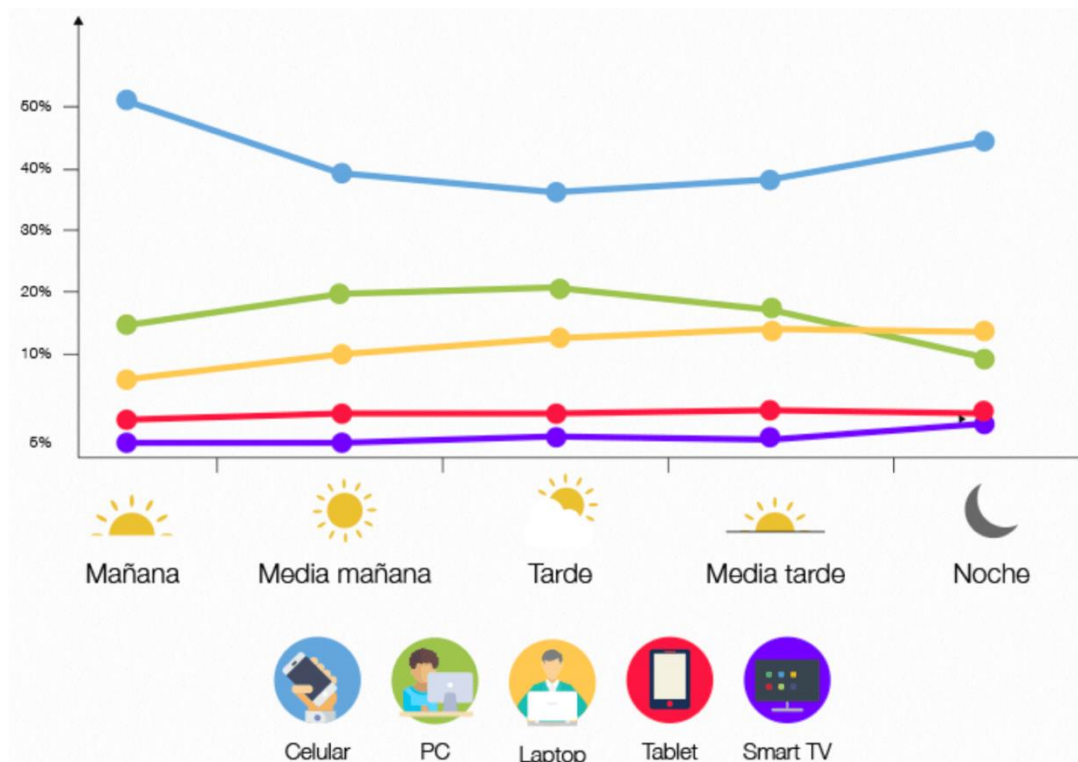 50%
40%
30%
20%
10%
5%
Mañana
Media mañana
Tarde
Media tarde
Noche
Celular
PC
Laptop
Tablet
Smart TV